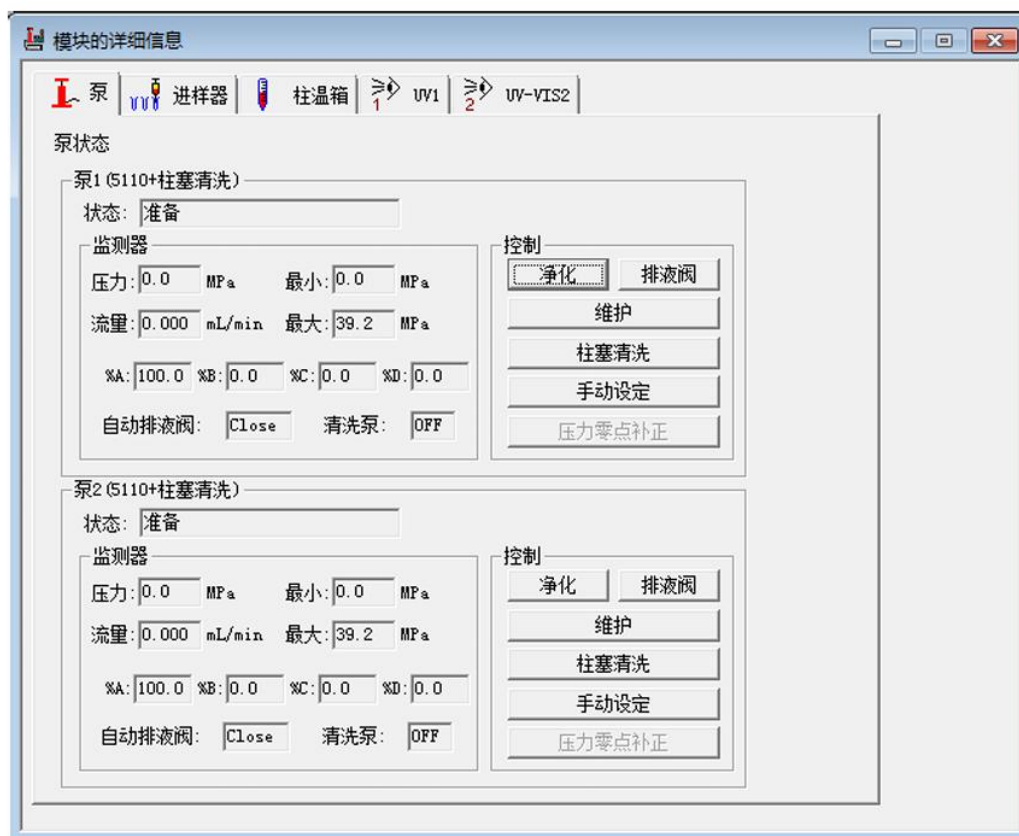 模块的详细信息
泵 进样器 柱温箱 1 UV1 2 UV-VIS2
泵状态
泵1(5110+柱塞清洗)
状态: 准备
监测器
压力: 0.0 MPa 最小: 0.0 MPa
流量: 0.000 mL/min 最大: 39.2 MPa
%A: 100.0 %B: 0.0 %C: 0.0 %D: 0.0
自动排液阀: Close 清洗泵: OFF
控制
净化 排液阀
维护
柱塞清洗
手动设定
压力零点补正
泵2(5110+柱塞清洗)
状态: 准备
监测器
压力: 0.0 MPa 最小: 0.0 MPa
流量: 0.000 mL/min 最大: 39.2 MPa
%A: 100.0 %B: 0.0 %C: 0.0 %D: 0.0
自动排液阀: Close 清洗泵: OFF
控制
净化 排液阀
维护
柱塞清洗
手动设定
压力零点补正